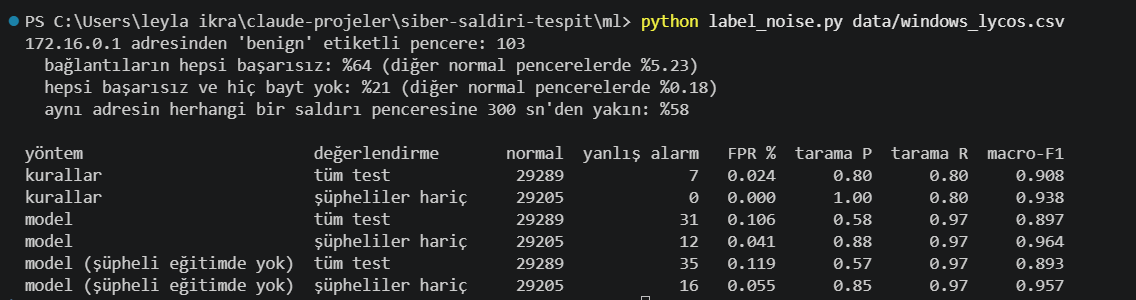 PS C:\Users\leyla ikra\claude-projeler\siber-saldiri-tespit\ml> python label_noise.py data/windows_lycos.csv
172.16.0.1 adresinden 'benign' etiketli pencere: 103
  bağlantıların hepsi başarısız: %64 (diğer normal pencerelerde %5.23)
  hepsi başarısız ve hiç bayt yok: %21 (diğer normal pencerelerde %0.18)
  aynı adresin herhangi bir saldırı penceresine 300 sn'den yakın: %58

yöntem                      değerlendirme      normal  yanlış alarm   FPR %  tarama P  tarama R  macro-F1
kurallar                    tüm test            29289             7   0.024      0.80      0.80     0.908
kurallar                    şüpheliler hariç    29205             0   0.000      1.00      0.80     0.938
model                       tüm test            29289            31   0.106      0.58      0.97     0.897
model                       şüpheliler hariç    29205            12   0.041      0.88      0.97     0.964
model (şüpheli eğitimde yok)  tüm test            29289            35   0.119      0.57      0.97     0.893
model (şüpheli eğitimde yok)  şüpheliler hariç    29205            16   0.055      0.85      0.97     0.957